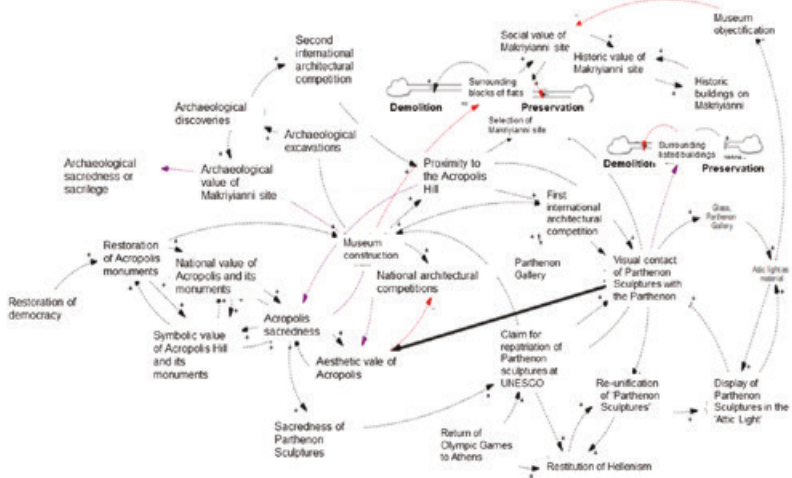 Museum
objectification
Second
international
architectural
competition
Social value of
Makriyianni site
Historic value of
Makriyianni site
Historic
buildings on
Makriyianni
Surrounding
blocks of flats
Demolition
Preservation
Selection of
Makriyianni site
Archaeological
discoveries
Archaeological
excavations
Surrounding
listed buildings
Demolition
Preservation
Archaeological
sacredness or
sacrilege
Archaeological
value of
Makriyianni site
Proximity to
the Acropolis
Hill
First
international
architectural
competition
Glass,
Parthenon
Gallery
Restoration
of Acropolis
monuments
Museum
construction
National value of
Acropolis and its
monuments
National architectural
competitions
Parthenon
Gallery
Visual contact
of Parthenon
Sculptures with
the Parthenon
Attic light as
material
Restoration of
democracy
Acropolis
sacredness
Symbolic value
of Acropolis Hill
and its
monuments
Aesthetic vale of
Acropolis
Claim for
repatriation of
Parthenon
sculptures at
UNESCO
Re-unification
of 'Parthenon
Sculptures'
Display of
Parthenon
Sculptures in the
'Attic Light'
Sacredness of
Parthenon
Sculptures
Return of
Olympic Games
to Athens
Restitution of Hellenism